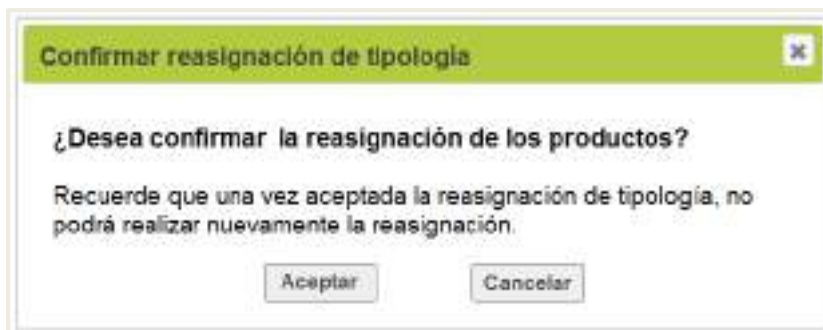 Confirmar reasignación de tipología
¿Desea confirmar la reasignación de los productos?
Recuerde que una vez aceptada la reasignación de tipología, no
podrá realizar nuevamente la reasignación.
Aceptar Cancelar